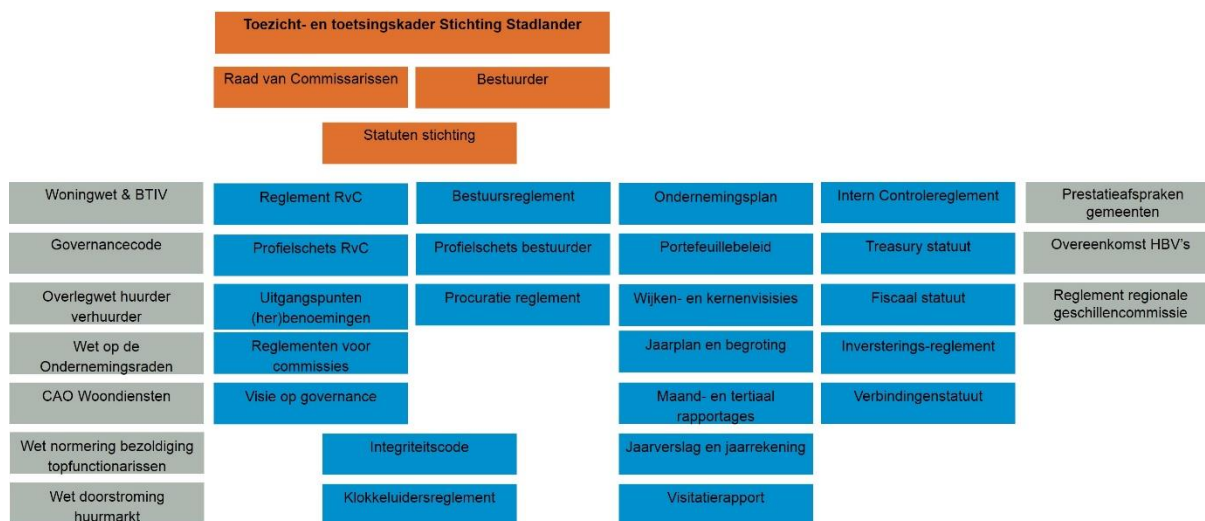 Toezicht- en toetsingskader Stichting Stadlander
Raad van Commissarissen
Bestuurder
Statuten stichting
Woningwet & BTIV
Reglement RvC
Bestuursreglement
Ondernemingsplan
Intern Controlereglement
Prestatieafspraken
gemeenten
Governancecode
Profielschets RvC
Profielschets bestuurder
Portefeuillebeleid
Treasury statuut
Overeenkomst HBV's
Overlegwet huurder
verhuurder
Uitgangspunten
(her)benoemingen
Procuratie reglement
Wijken- en kernenvisisies
Fiscaal statuut
Reglement regionale
geschillencommissie
Wet op de
Ondernemingsraden
Reglementen voor
commissies
Jaarplan en begroting
Inversterings-reglement
CAO Woondiensten
Visie op governance
Maand- en tertiaal
rapportages
Verbindingenstatuut
Wet normering bezoldiging
topfunctionarissen
Integriteitscode
Jaarverslag en jaarrekening
Wet doorstroming
huurmarkt
Klokkeluidersreglement
Visitatierapport